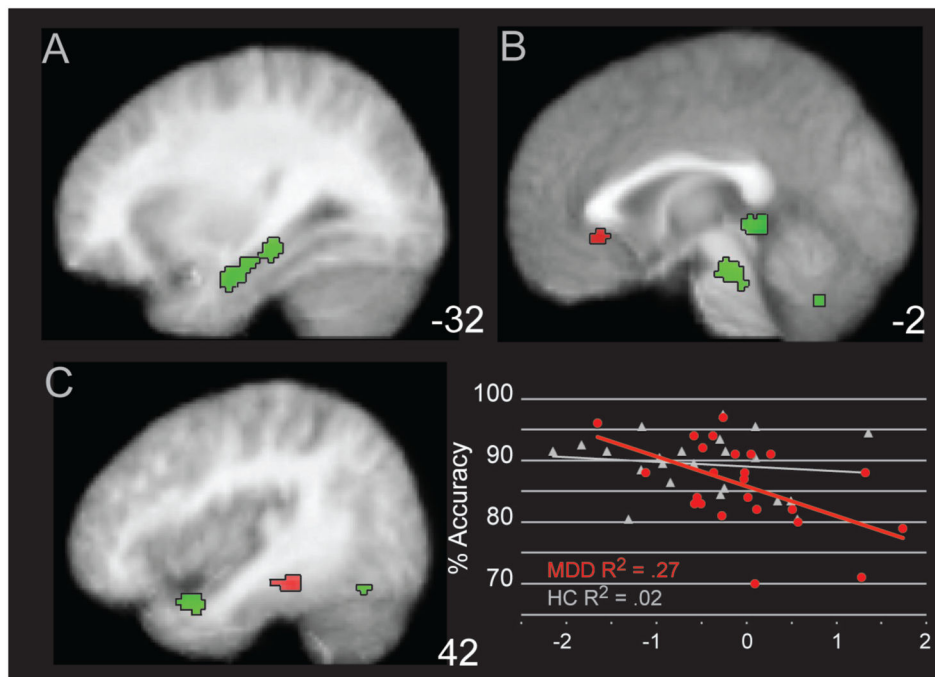 A
-32
B
-2
C
42
% Accuracy
100
90
80
70
MDD R² = .27
HC R² = .02
-2
-1
0
1
2